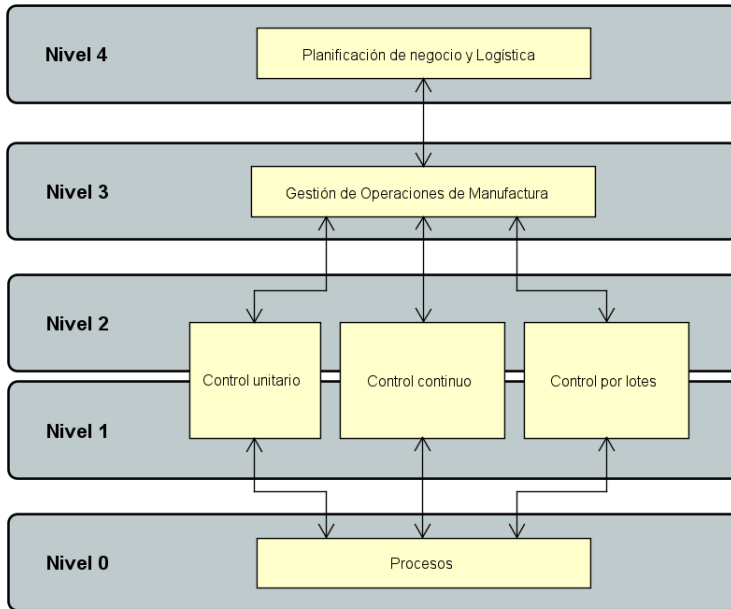 Nivel 4
Planificación de negocio y Logística
Nivel 3
Gestión de Operaciones de Manufactura
Nivel 2
Control unitario
Control continuo
Control por lotes
Nivel 1
Nivel 0
Procesos